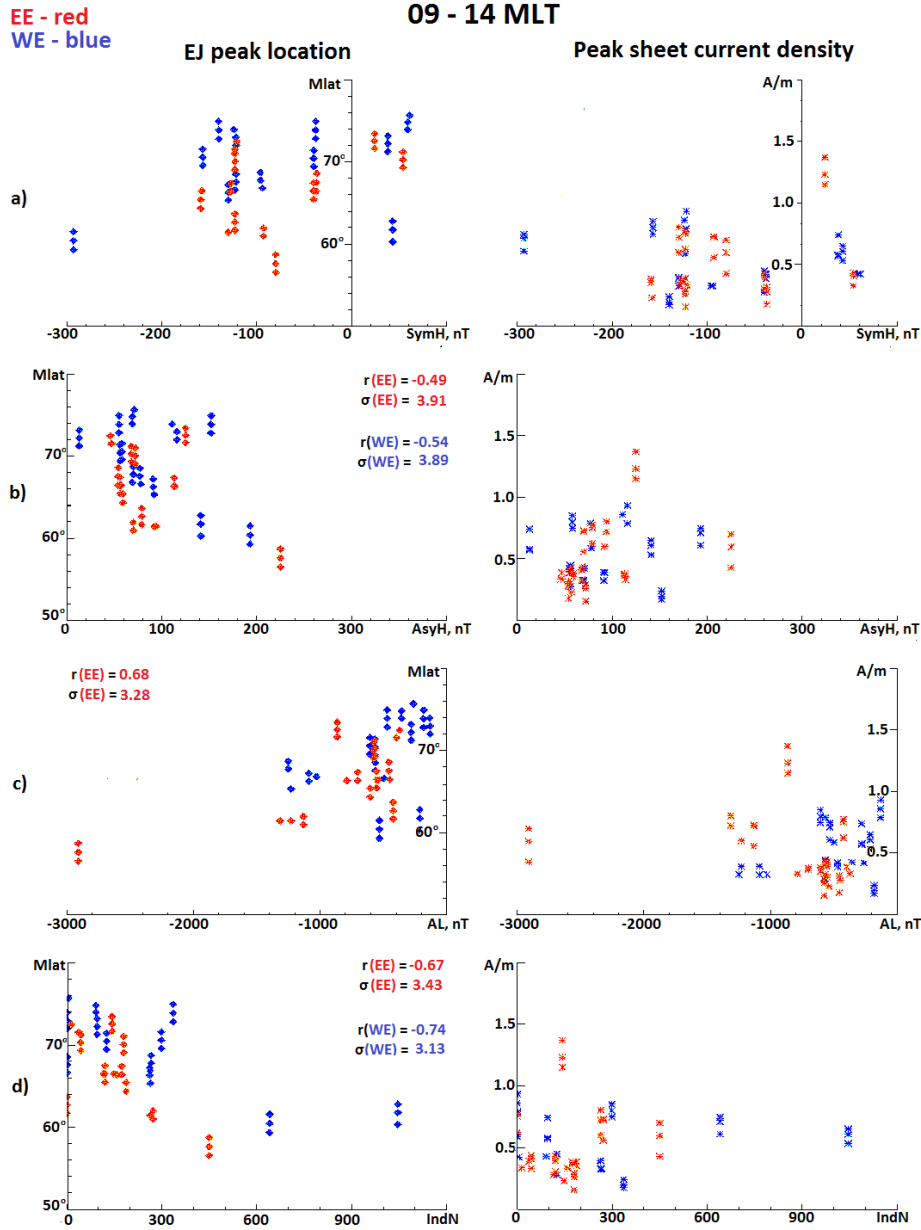 09 - 14 MLT
EE - red
WE - blue
EJ peak location
Peak sheet current density
a)
Mlat
70°
60°
-300 -200 -100 0 SymH, nT
A/m
1.5
1.0
0.5
-300 -200 -100 0 SymH, nT
b)
Mlat
70°
60°
50°
r(EE) = -0.49
σ(EE) = 3.91
r(WE) = -0.54
σ(WE) = 3.89
0 100 200 300 AsyH, nT
A/m
1.5
1.0
0.5
0 100 200 300 AsyH, nT
c)
r(EE) = 0.68
σ(EE) = 3.28
Mlat
70°
60°
-3000 -2000 -1000 AL, nT
A/m
1.5
1.0
0.5
-3000 -2000 -1000 AL, nT
d)
Mlat
70°
60°
50°
r(EE) = -0.67
σ(EE) = 3.43
r(WE) = -0.74
σ(WE) = 3.13
0 300 600 900 IndN
A/m
1.5
1.0
0.5
0 300 600 900 IndN